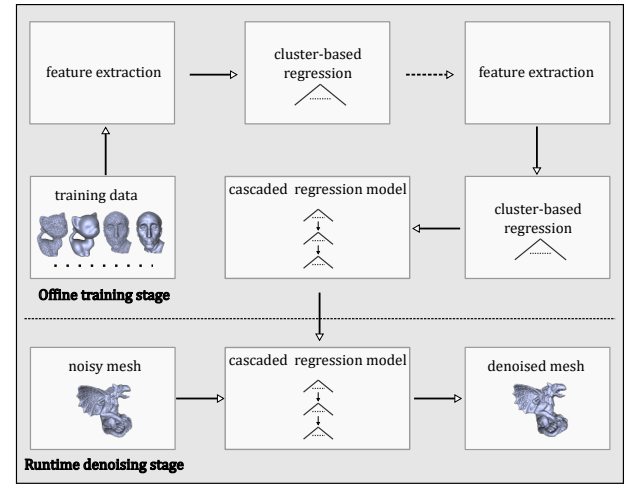 feature extraction
cluster-based
regression
feature extraction
training data
cascaded regression model
cluster-based
regression
Offine training stage
noisy mesh
cascaded regression model
denoised mesh
Runtime denoising stage